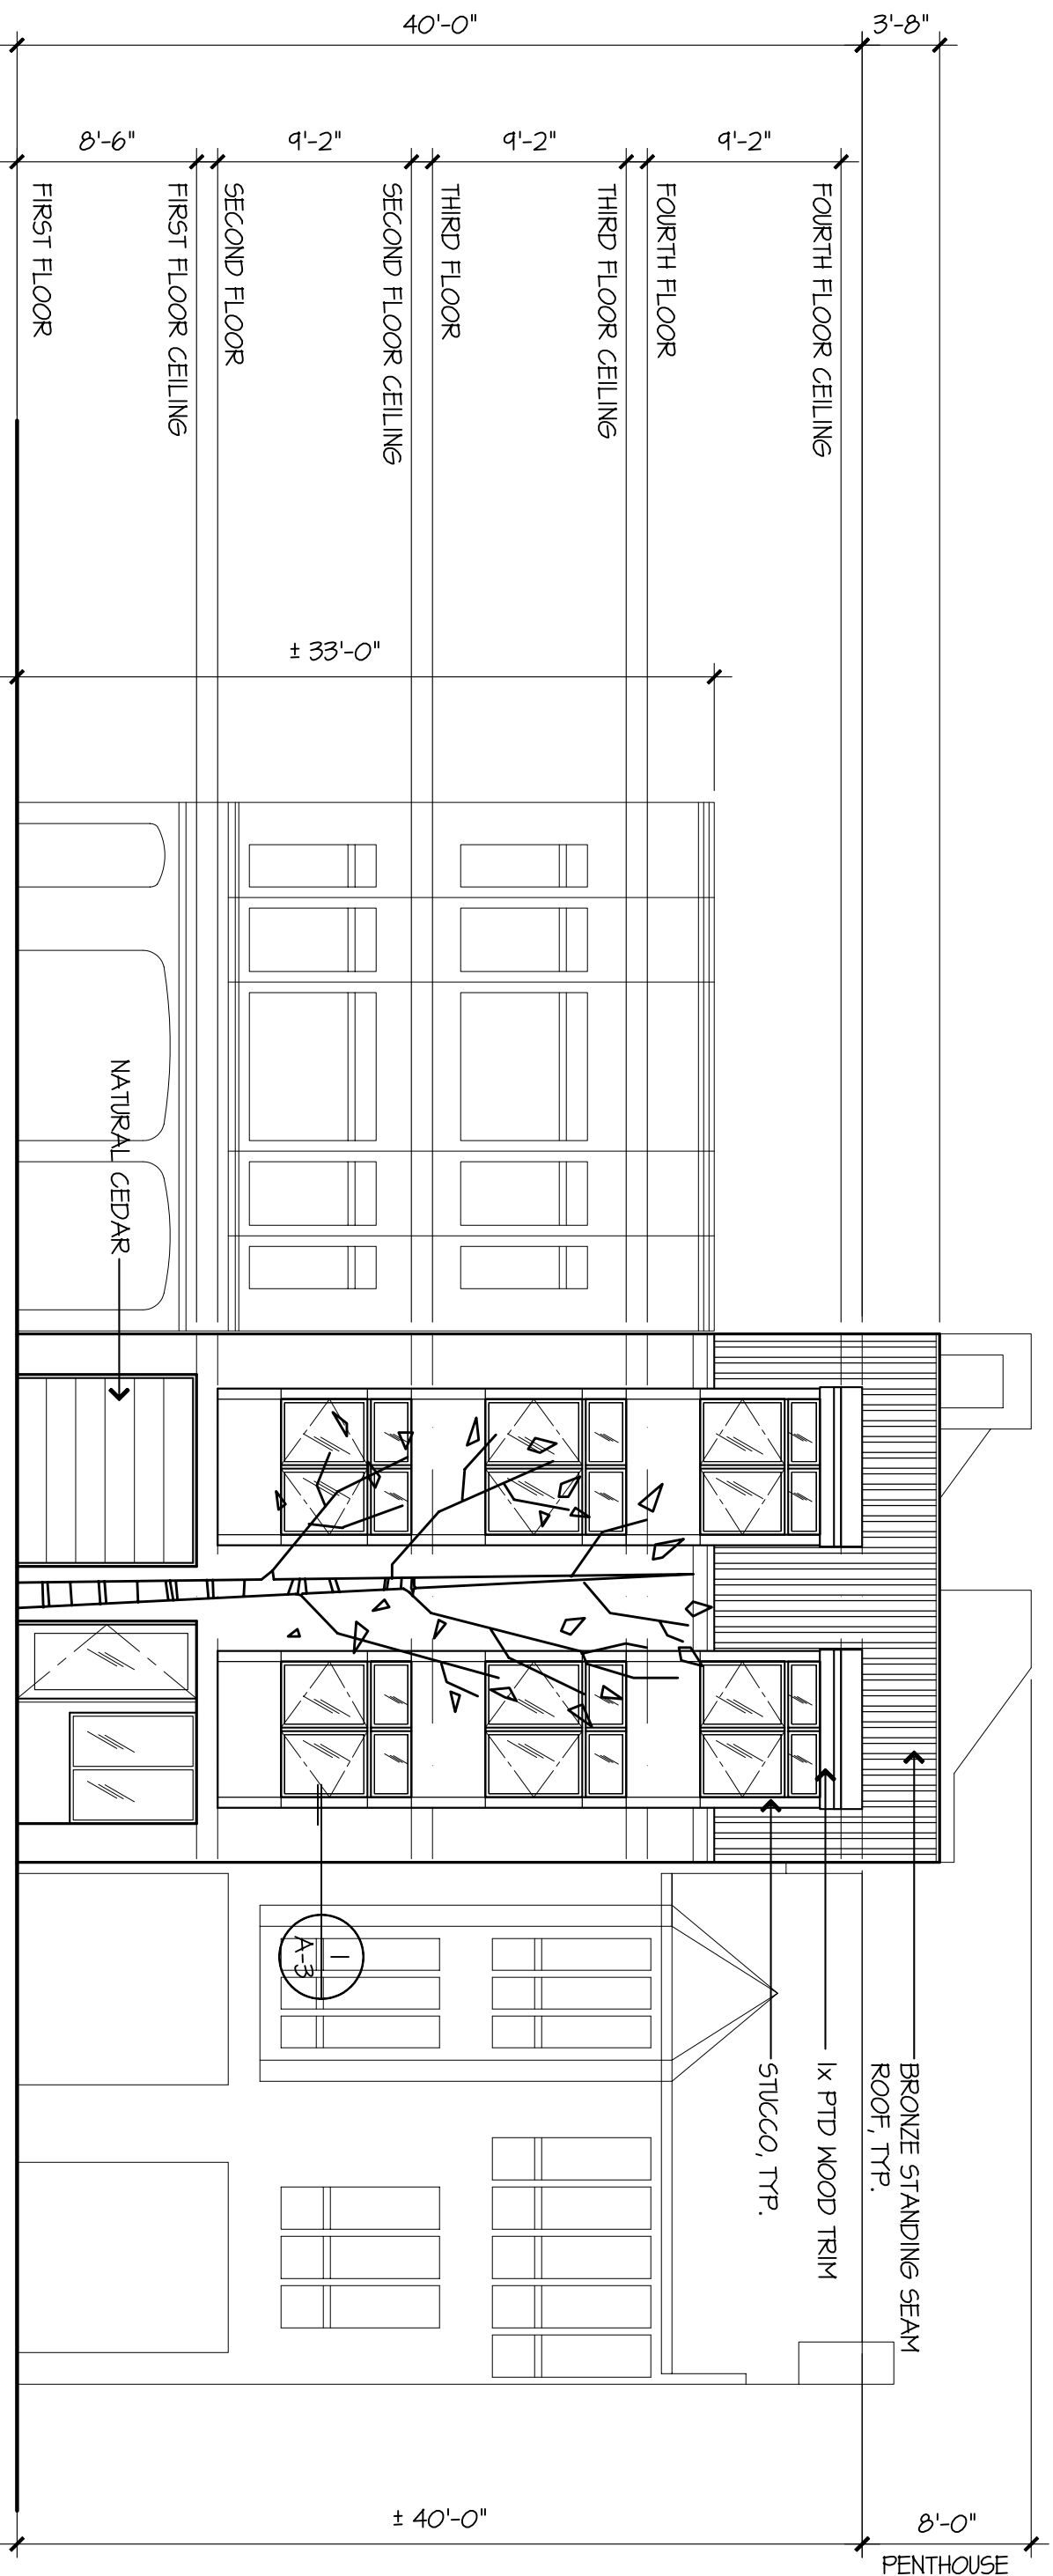 40'-0"
3'-8"
8'-6"
9'-2"
9'-2"
9'-2"
FIRST FLOOR
FIRST FLOOR CEILING
SECOND FLOOR
SECOND FLOOR CEILING
THIRD FLOOR
THIRD FLOOR CEILING
FOURTH FLOOR
FOURTH FLOOR CEILING
± 33'-0"
NATURAL CEDAR
1
A-3
BRONZE STANDING SEAM
ROOF, TYP.
1x PTD WOOD TRIM
STUCCO, TYP.
± 40'-0"
8'-0"
PENTHOUSE